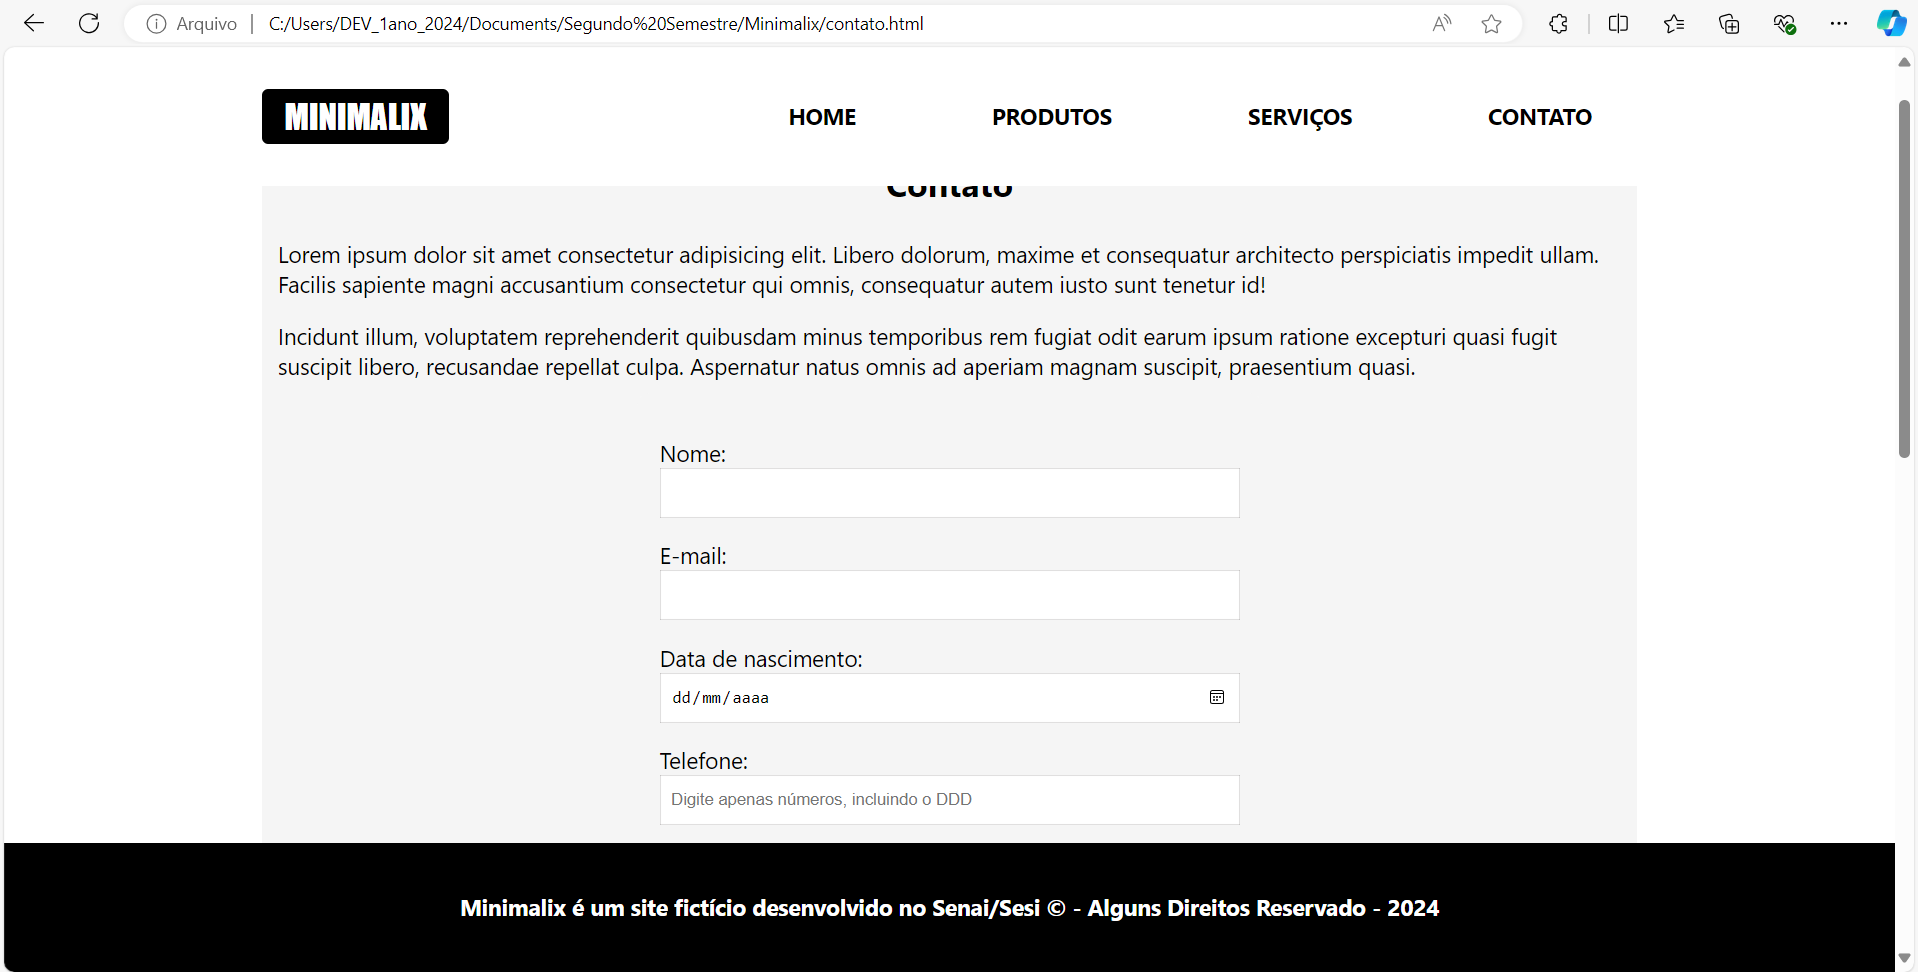 Arquivo | C:/Users/DEV_1ano_2024/Documents/Segundo%20Semestre/Minimalix/contato.html
MINIMALIX HOME PRODUTOS SERVIÇOS CONTATO
Contato
Lorem ipsum dolor sit amet consectetur adipisicing elit. Libero dolorum, maxime et consequatur architecto perspiciatis impedit ullam.
Facilis sapiente magni accusantium consectetur qui omnis, consequatur autem iusto sunt tenetur id!
Incidunt illum, voluptatem reprehenderit quibusdam minus temporibus rem fugiat odit earum ipsum ratione excepturi quasi fugit
suscipit libero, recusandae repellat culpa. Aspernatur natus omnis ad aperiam magnam suscipit, praesentium quasi.
Nome:
E-mail:
Data de nascimento:
dd/mm/aaaa
Telefone:
Digite apenas números, incluindo o DDD
Minimalix é um site fictício desenvolvido no Senai/Sesi © - Alguns Direitos Reservado - 2024